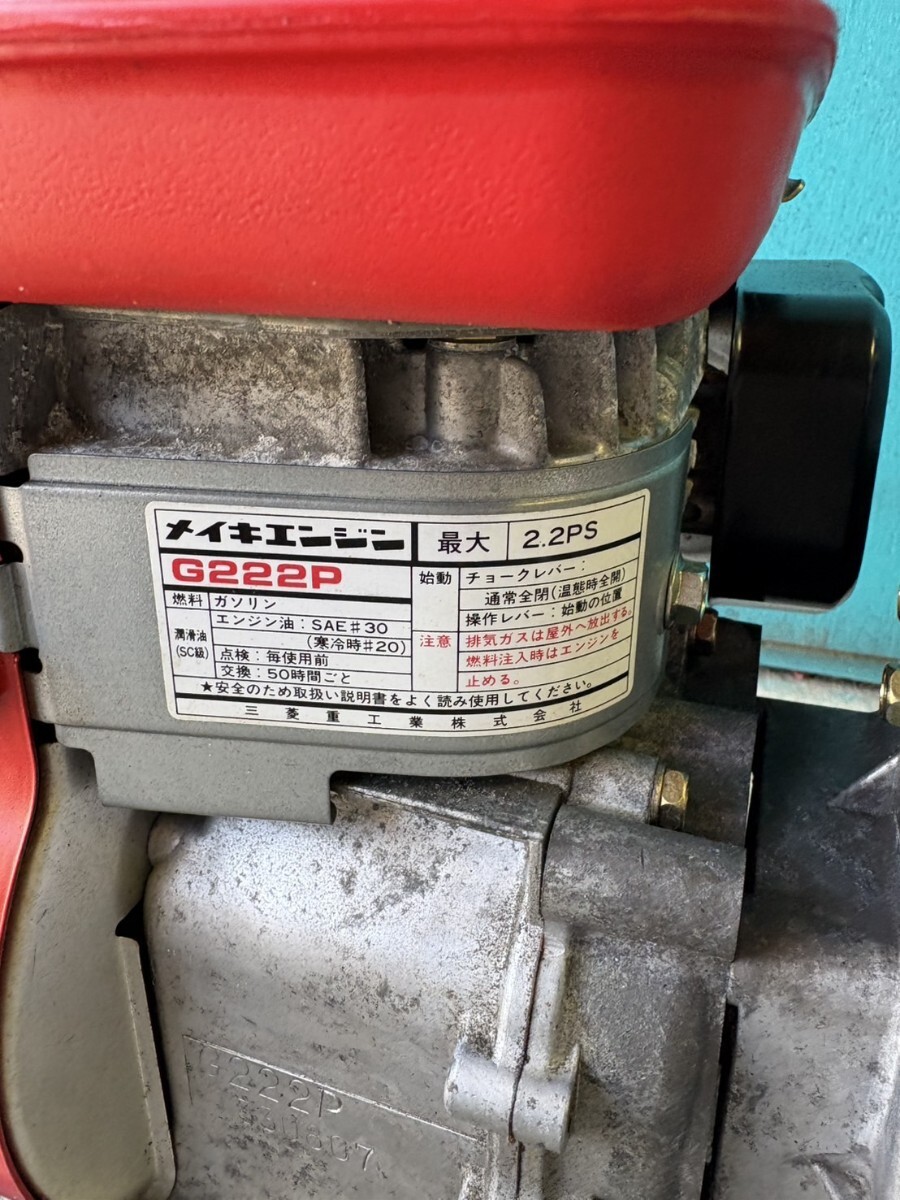 メイキエンジン 最大 2.2PS
G222P
始動 チョークレバー:
通常全閉(温態時全開)
操作レバー:始動の位置
注意 排気ガスは屋外へ放出する。
燃料注入時はエンジンを
止める。
燃料 ガソリン
潤滑油
(SC級)
エンジン油:SAE♯30
(寒冷時♯20)
点検:毎使用前
交換:50時間ごと
★安全のため取扱い説明書をよく読み使用してください。
三菱重工業株式会社
G222P